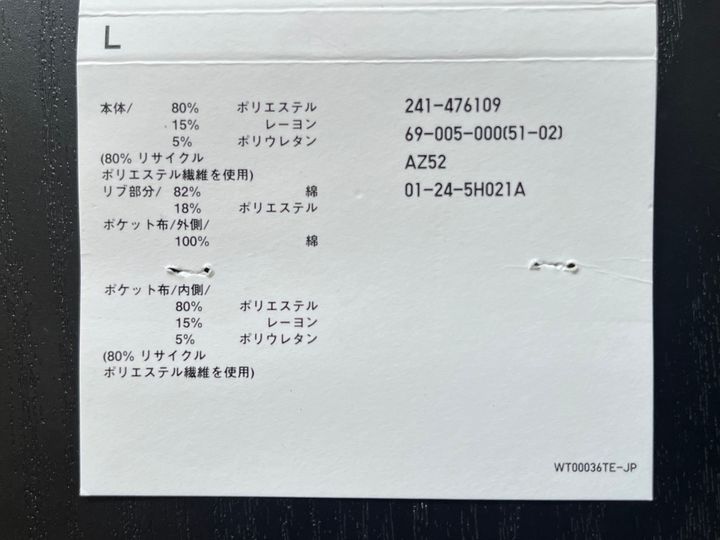 L
本体/ 80% ポリエステル
15% レーヨン
5% ポリウレタン
(80% リサイクル
ポリエステル繊維を使用)
リブ部分/ 82% 綿
18% ポリエステル
ポケット布/外側/
100% 綿
ポケット布/内側/
80% ポリエステル
15% レーヨン
5% ポリウレタン
(80% リサイクル
ポリエステル繊維を使用)
241-476109
69-005-000(51-02)
AZ52
01-24-5H021A
WT00036TE-JP